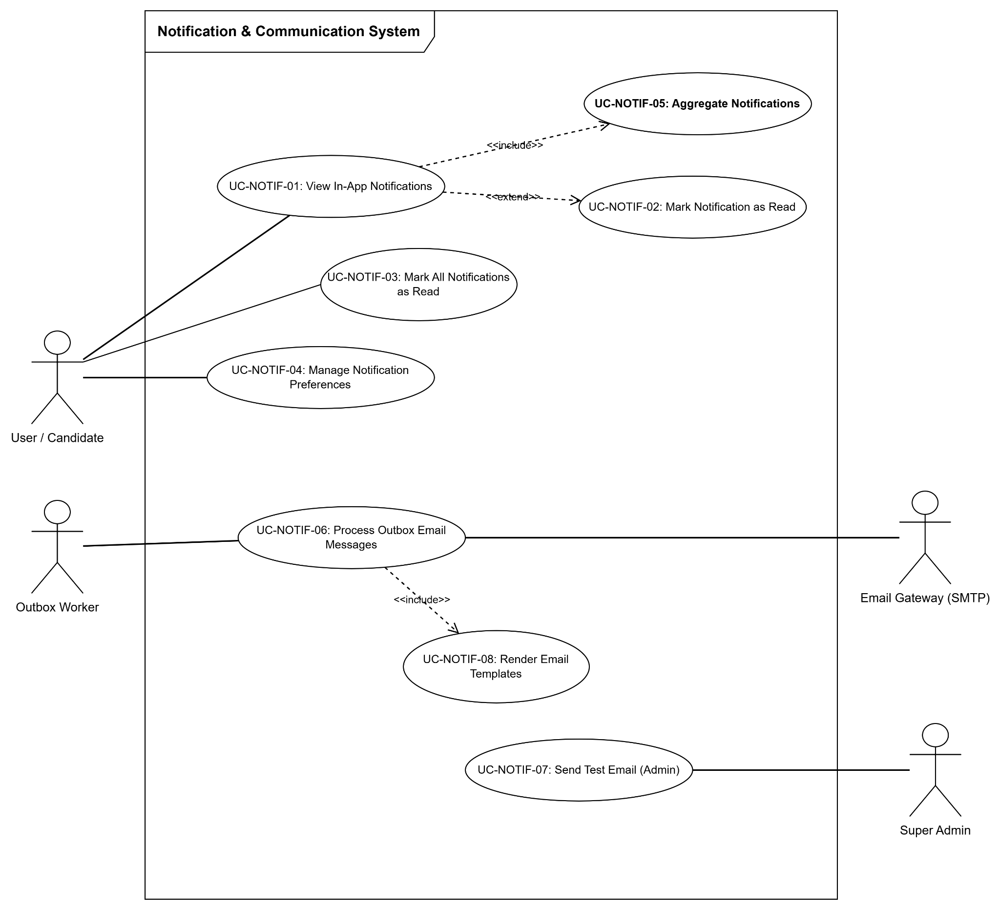 Notification & Communication System
UC-NOTIF-05: Aggregate Notifications
<<include>>
UC-NOTIF-01: View In-App Notifications
<<extend>>
UC-NOTIF-02: Mark Notification as Read
UC-NOTIF-03: Mark All Notifications
as Read
UC-NOTIF-04: Manage Notification
Preferences
User / Candidate
UC-NOTIF-06: Process Outbox Email
Messages
Outbox Worker
Email Gateway (SMTP)
<<include>>
UC-NOTIF-08: Render Email
Templates
UC-NOTIF-07: Send Test Email (Admin)
Super Admin